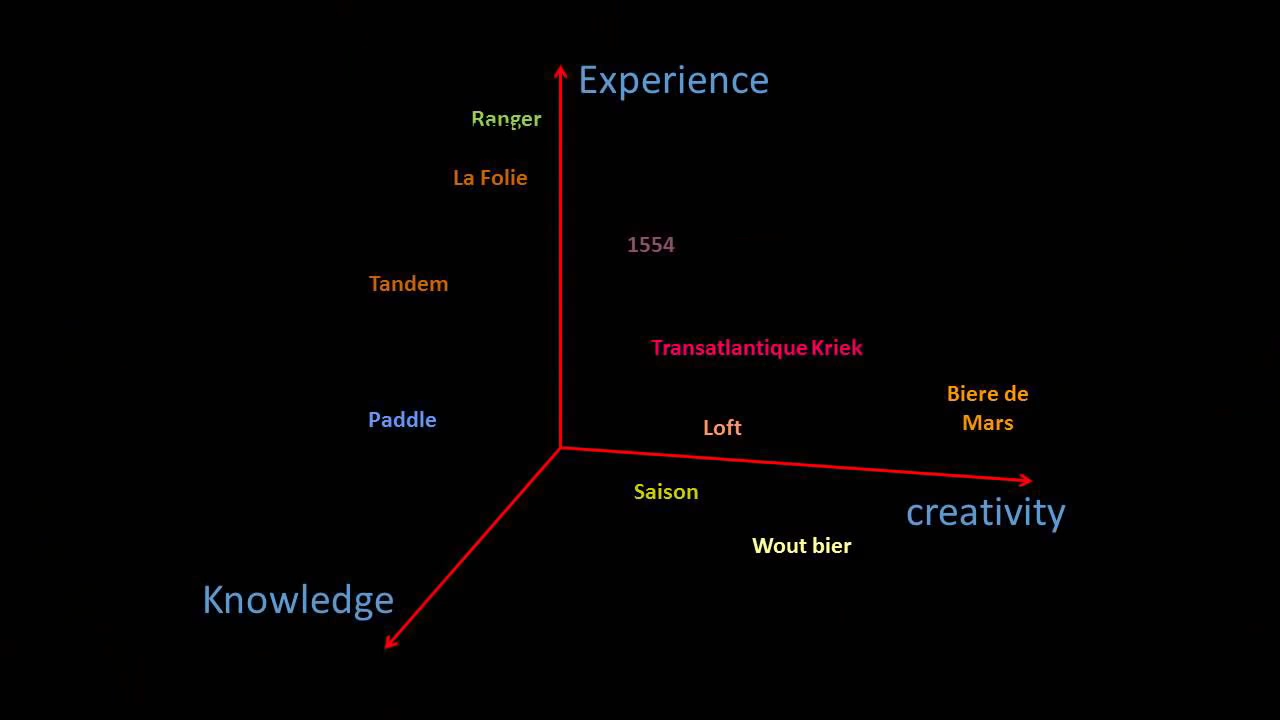 Experience
Ranger
La Folie
1554
Tandem
Transatlantique Kriek
Biere de
Mars
Paddle
Loft
Saison
creativity
Wout bier
Knowledge